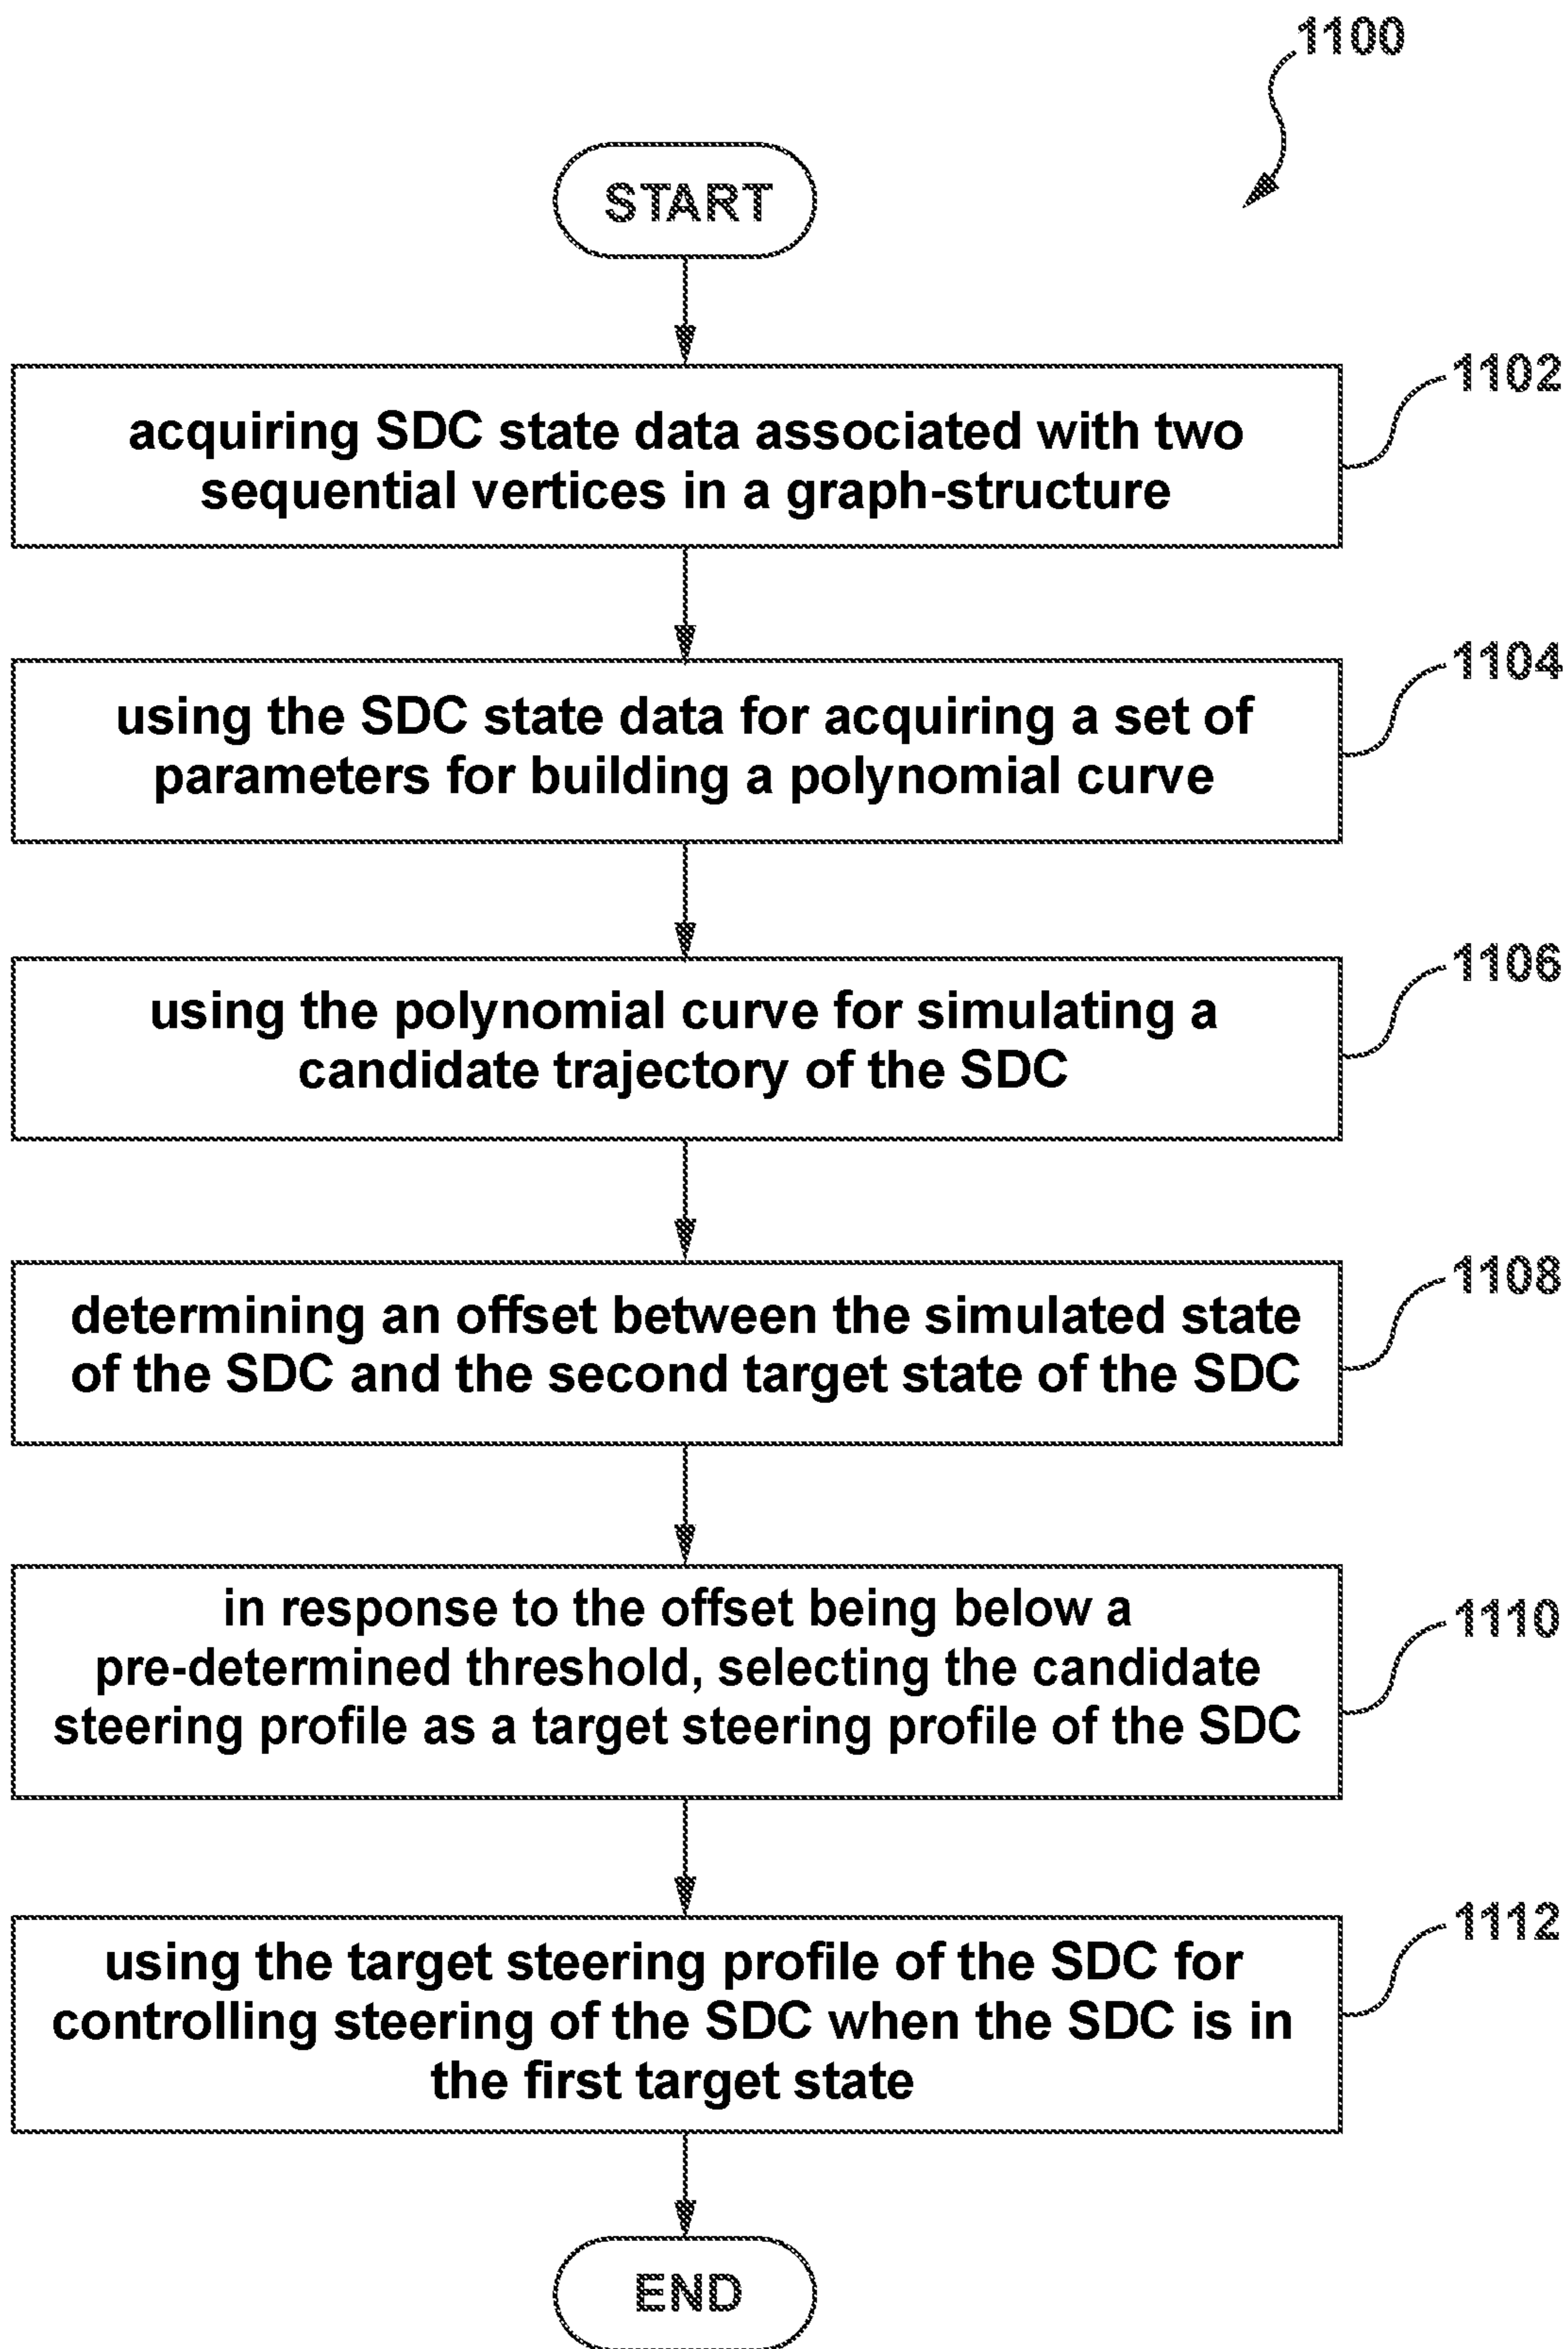 1100
START
1102
acquiring SDC state data associated with two
sequential vertices in a graph-structure
1104
using the SDC state data for acquiring a set of
parameters for building a polynomial curve
1106
using the polynomial curve for simulating a
candidate trajectory of the SDC
1108
determining an offset between the simulated state
of the SDC and the second target state of the SDC
1110
in response to the offset being below a
pre-determined threshold, selecting the candidate
steering profile as a target steering profile of the SDC
1112
using the target steering profile of the SDC for
controlling steering of the SDC when the SDC is in
the first target state
END